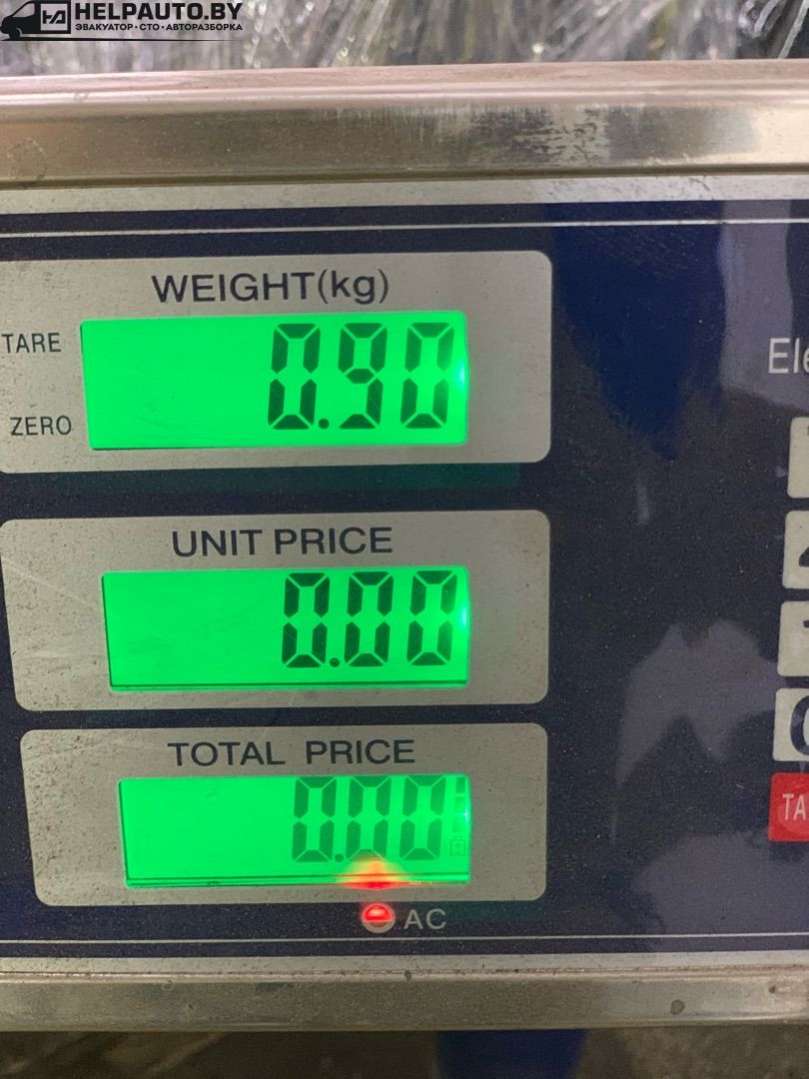 HELPAUTO.BY
ЭВАКУАТОР·СТО·АВТОРАЗБОРКА
WEIGHT(kg)
TARE
0.90
ZERO
UNIT PRICE
0.00
TOTAL PRICE
0.00
AC